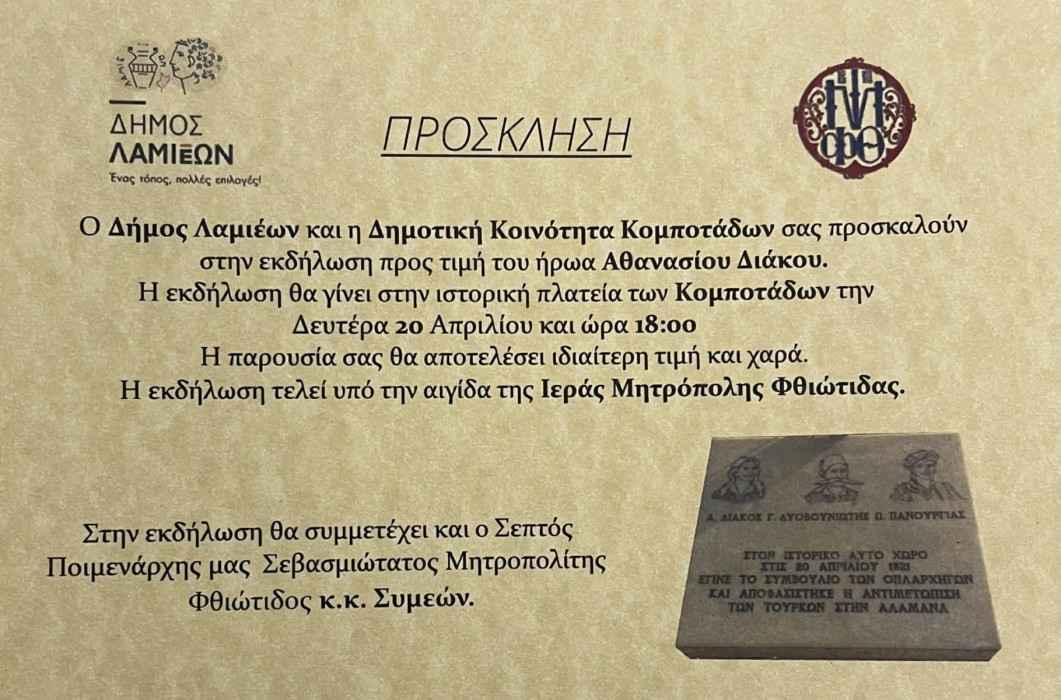 ΔΗΜΟΣ
ΛΑΜΙΕΩΝ
Ένας τόπος, πολλές επιλογές!
ΠΡΟΣΚΛΗΣΗ
Ο Δήμος Λαμιέων και η Δημοτική Κοινότητα Κομποτάδων σας προσκαλούν
στην εκδήλωση προς τιμή του ήρωα Αθανασίου Διάκου.
Η εκδήλωση θα γίνει στην ιστορική πλατεία των Κομποτάδων την
Δευτέρα 20 Απριλίου και ώρα 18:00
Η παρουσία σας θα αποτελέσει ιδιαίτερη τιμή και χαρά.
Η εκδήλωση τελεί υπό την αιγίδα της Ιεράς Μητρόπολης Φθιώτιδας.
Στην εκδήλωση θα συμμετέχει και ο Σεπτός
Ποιμενάρχης μας Σεβασμιώτατος Μητροπολίτης
Φθιώτιδος κ.κ. Συμεών.
Α. ΔΙΑΚΟΣ Γ. ΔΥΟΒΟΥΝΙΩΤΗΣ Π. ΠΑΝΟΥΡΓΙΑΣ
ΣΤΟΝ ΙΣΤΟΡΙΚΟ ΑΥΤΟ ΧΩΡΟ
ΣΤΙΣ 20 ΑΠΡΙΛΙΟΥ 1821
ΕΓΙΝΕ ΤΟ ΣΥΜΒΟΥΛΙΟ ΤΩΝ ΟΠΛΑΡΧΗΓΩΝ
ΚΑΙ ΑΠΟΦΑΣΙΣΤΗΚΕ Η ΑΝΤΙΜΕΤΩΠΙΣΗ
ΤΩΝ ΤΟΥΡΚΩΝ ΣΤΗΝ ΑΛΑΜΑΝΑ